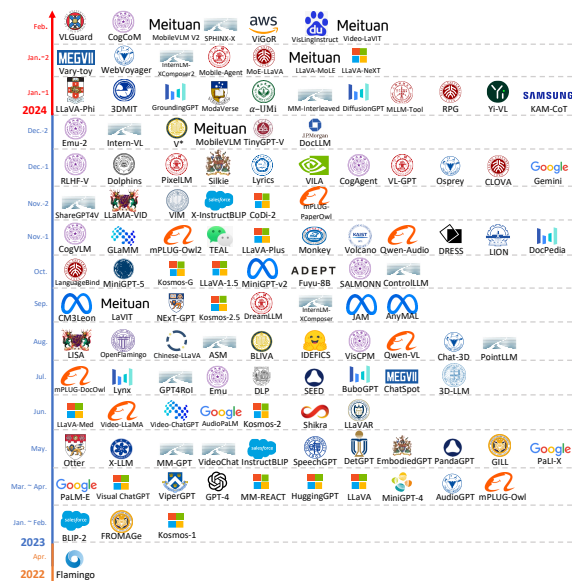 Feb.
Meituan aws Meituan
VLGuard CogCoM MobileVLM V2 SPHINX-X ViGoR VisLingInstruct Video-LaVIT
Jan.~2
MEGVII Meituan
Vary-toy WebVoyager InternLM-XComposer2 Mobile-Agent MoE-LLaVA LLaVA-MoLE LLaVA-NeXT
Jan.~1
SAMSUNG
2024
LLaVA-Phi 3DMIT GroundingGPT ModaVerse α-UMi MM-Interleaved DiffusionGPT MLLM-Tool RPG Yi-VL KAM-CoT
Dec.-2
Meituan J.P.Morgan
Emu-2 Intern-VL V* MobileVLM TinyGPT-V DocLLM
Dec.-1
Google
RLHF-V Dolphins PixelLM Silkie Lyrics VILA CogAgent VL-GPT Osprey CLOVA Gemini
Nov.-2
salesforce
ShareGPT4V LLaMA-VID VIM X-InstructBLIP CoDi-2 mPLUG-PaperOwl
Nov.-1
KAIST
CogVLM GLaMM mPLUG-Owl2 TEAL LLaVA-Plus Monkey Volcano Qwen-Audio DRESS LION DocPedia
Oct.
ADEPT
LanguageBind MiniGPT-5 Kosmos-G LLaVA-1.5 MiniGPT-v2 Fuyu-8B SALMONN ControlLLM
Sep.
Meituan
CM3Leon LaViT NExT-GPT Kosmos-2.5 DreamLLM InternLM-XComposer JAM AnyMAL
Aug.
LISA OpenFlamingo Chinese-LLaVA ASM BLIVA IDEFICS VisCPM Qwen-VL Chat-3D PointLLM
Jul.
MEGVII
mPLUG-DocOwl Lynx GPT4RoI Emu DLP SEED BuboGPT ChatSpot 3D-LLM
Jun.
Google
LLaVA-Med Video-LLaMA Video-ChatGPT AudioPaLM Kosmos-2 Shikra LLaVAR
May.
salesforce Google
Otter X-LLM MM-GPT VideoChat InstructBLIP SpeechGPT DetGPT EmbodiedGPT PandaGPT GILL PaLI-X
Mar. ~ Apr.
Google
PaLM-E Visual ChatGPT ViperGPT GPT-4 MM-REACT HuggingGPT LLaVA MiniGPT-4 AudioGPT mPLUG-Owl
Jan. ~ Feb.
salesforce
BLIP-2 FROMAGe Kosmos-1
2023
Apr.
2022
Flamingo